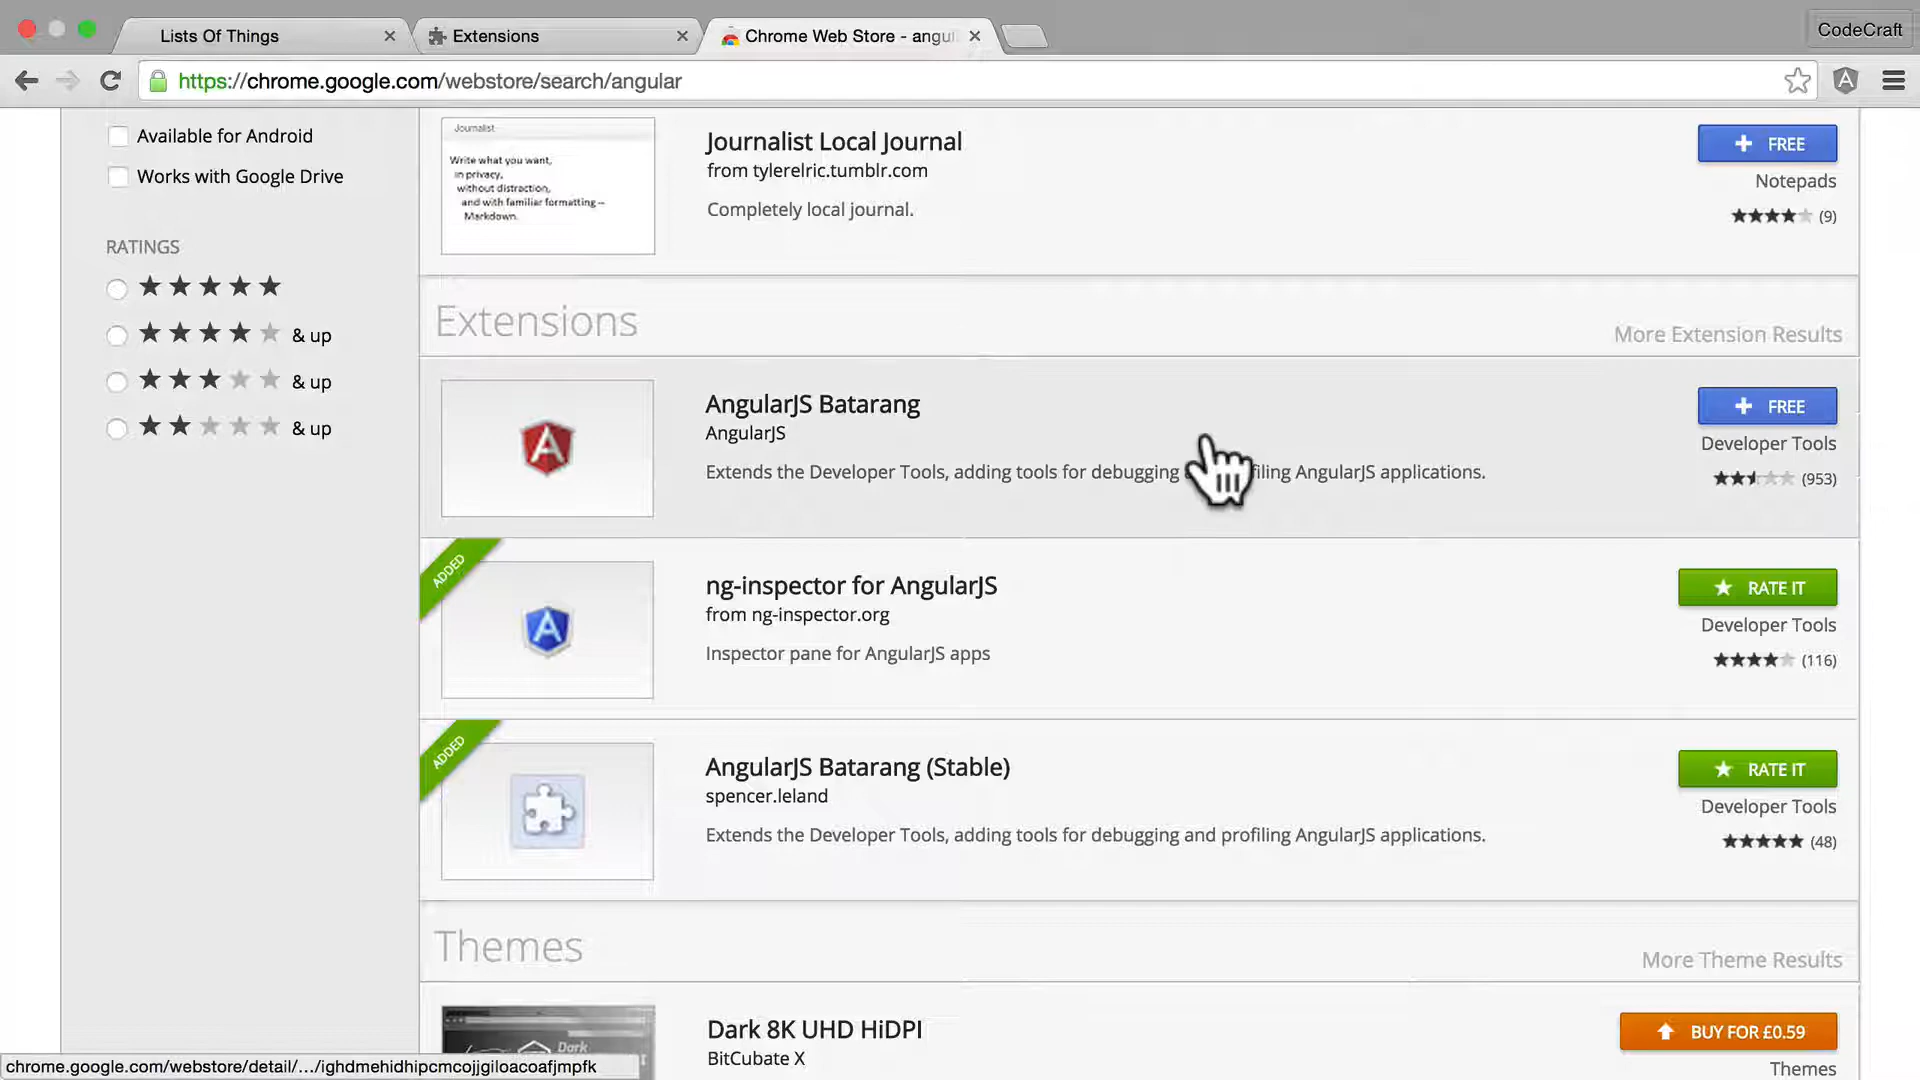 Lists Of Things
Extensions
Chrome Web Store - angu
CodeCraft
https://chrome.google.com/webstore/search/angular
Available for Android
Works with Google Drive
RATINGS
& up
& up
& up
Journalist
Write what you want,
in privacy,
without distraction,
and with familiar formatting --
Markdown.
Journalist Local Journal
from tylerelric.tumblr.com
Completely local journal.
FREE
Notepads
(9)
Extensions
More Extension Results
AngularJS Batarang
AngularJS
Extends the Developer Tools, adding tools for debugging filing AngularJS applications.
FREE
Developer Tools
(953)
ADDED
ng-inspector for AngularJS
from ng-inspector.org
Inspector pane for AngularJS apps
RATE IT
Developer Tools
(116)
ADDED
AngularJS Batarang (Stable)
spencer.leland
Extends the Developer Tools, adding tools for debugging and profiling AngularJS applications.
RATE IT
Developer Tools
(48)
Themes
More Theme Results
Dark
Dark 8K UHD HiDPI
BitCubate X
BUY FOR £0.59
Themes
chrome.google.com/webstore/detail/.../ighdmehidhipcmcojjgiloacoafjmpfk